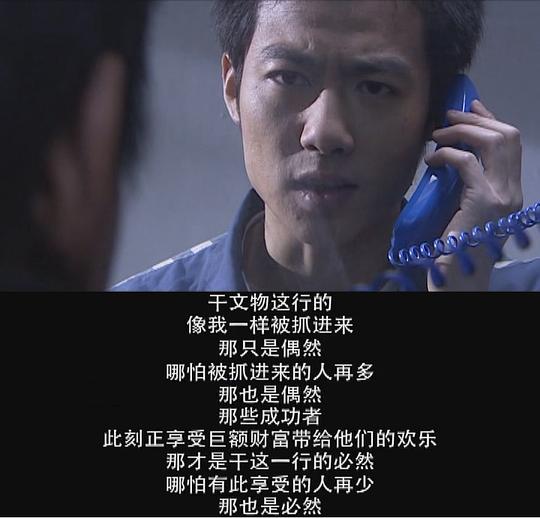 干文物这行的
像我一样被抓进来
那只是偶然
哪怕被抓进来的人再多
那也是偶然
那些成功者
此刻正享受巨额财富带给他们的欢乐
那才是干这一行的必然
哪怕有此享受的人再少
那也是必然